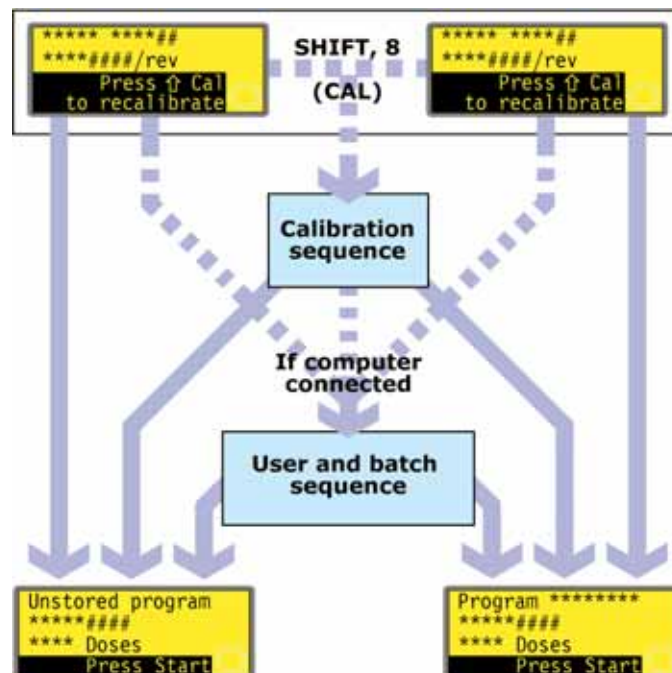 ***** ****##
****####/rev
Press ⇧ Cal
to recalibrate
SHIFT, 8
(CAL)
***** ****##
****####/rev
Press ⇧ Cal
to recalibrate
Calibration
sequence
If computer
connected
User and batch
sequence
Unstored program
*****####
**** Doses
Press Start
Program ********
*****####
**** Doses
Press Start